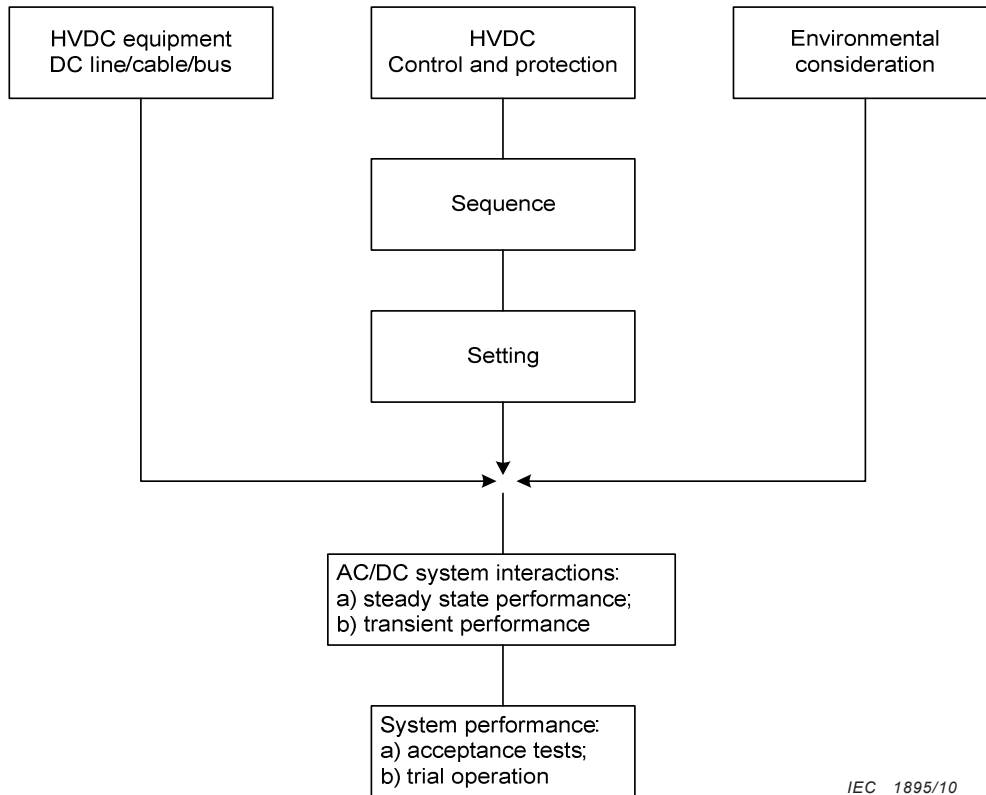 HVDC equipment
DC line/cable/bus
HVDC
Control and protection
Environmental
consideration
Sequence
Setting
AC/DC system interactions:
a) steady state performance;
b) transient performance
System performance:
a) acceptance tests;
b) trial operation
IEC 1895/10